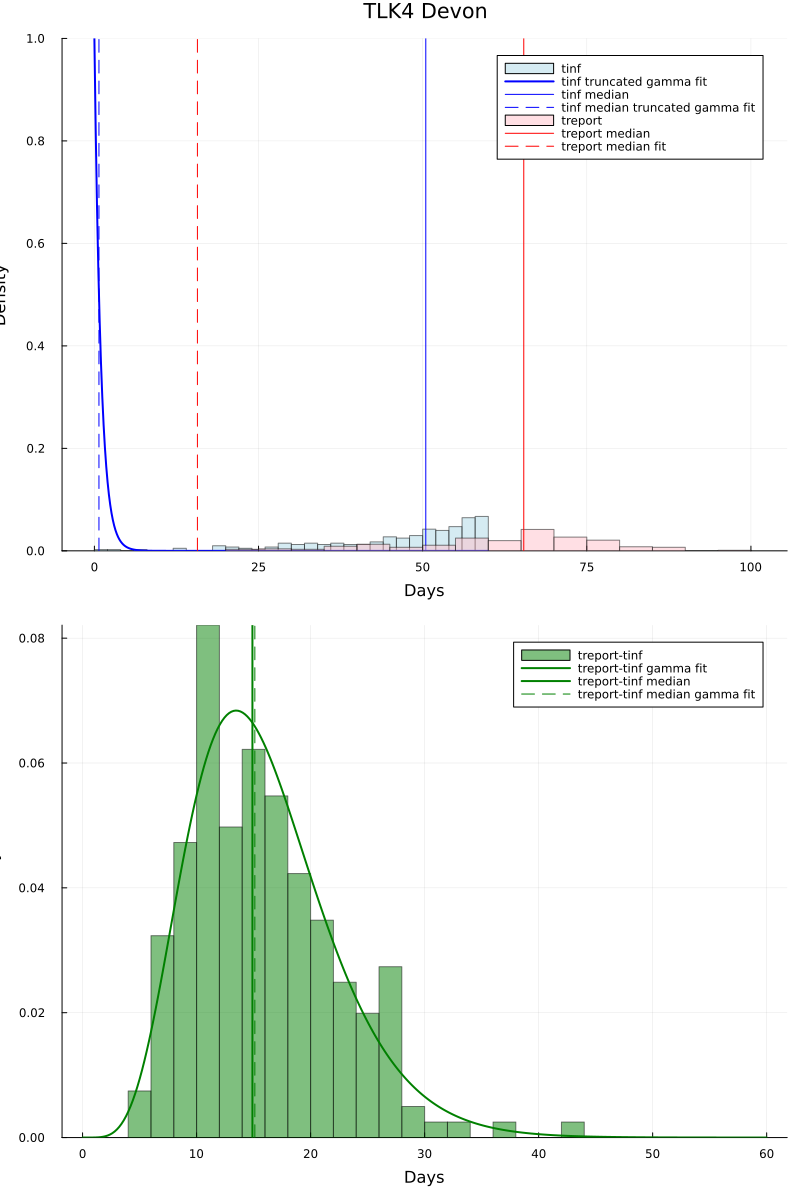 TLK4 Devon
1.0
0.8
0.6
0.4
0.2
0.0
Density
tinf
tinf truncated gamma fit
tinf median
tinf median truncated gamma fit
treport
treport median
treport median fit
0 25 50 75 100
Days
0.08
0.06
0.04
0.02
0.00
treport-tinf
treport-tinf gamma fit
treport-tinf median
treport-tinf median gamma fit
0 10 20 30 40 50 60
Days